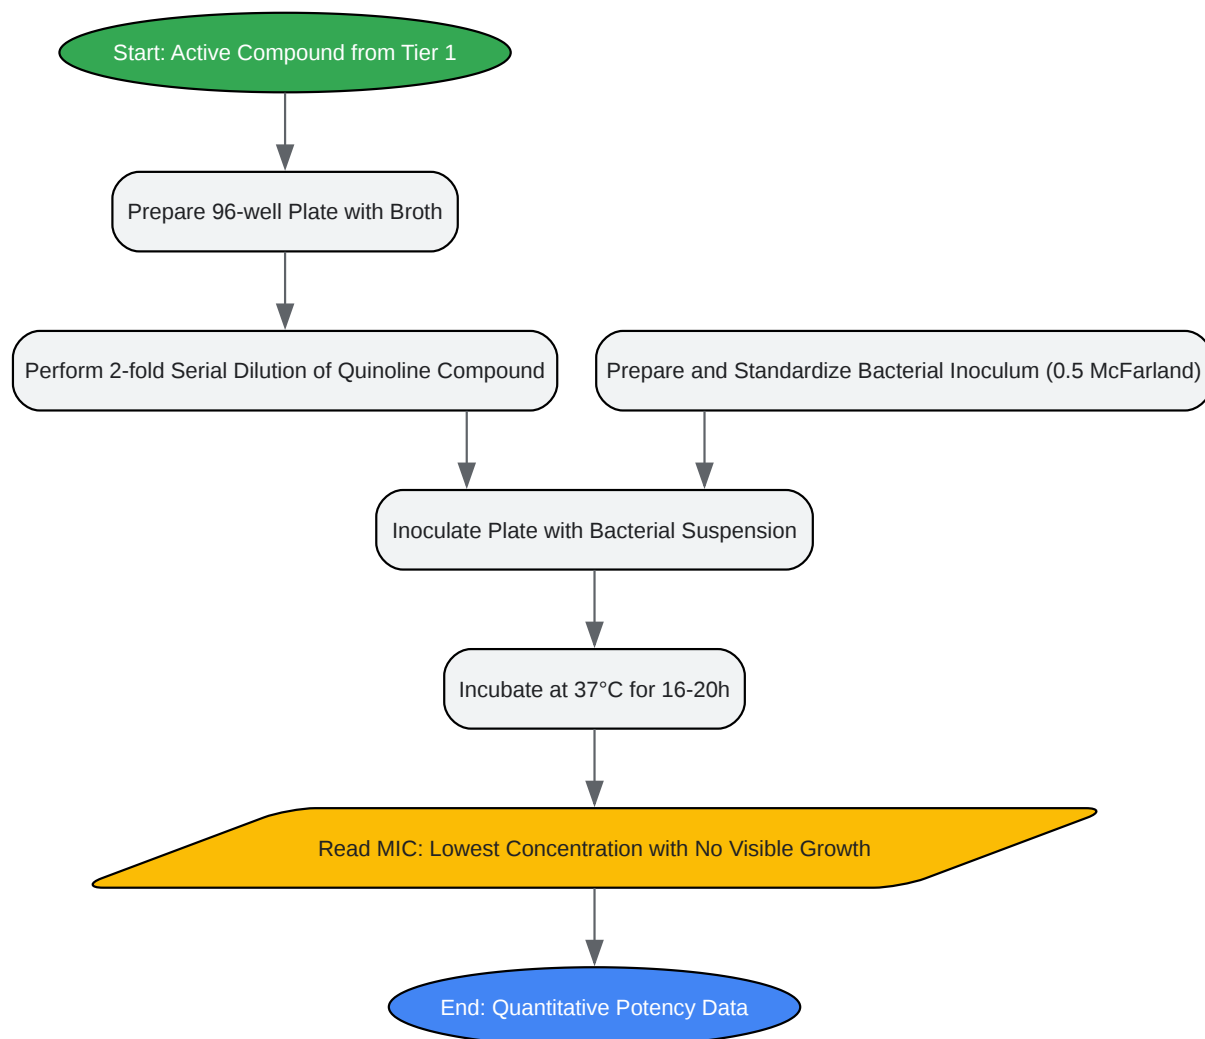 Start: Active Compound from Tier 1
Prepare 96-well Plate with Broth
Perform 2-fold Serial Dilution of Quinoline Compound
Prepare and Standardize Bacterial Inoculum (0.5 McFarland)
Inoculate Plate with Bacterial Suspension
Incubate at 37°C for 16-20h
Read MIC: Lowest Concentration with No Visible Growth
End: Quantitative Potency Data